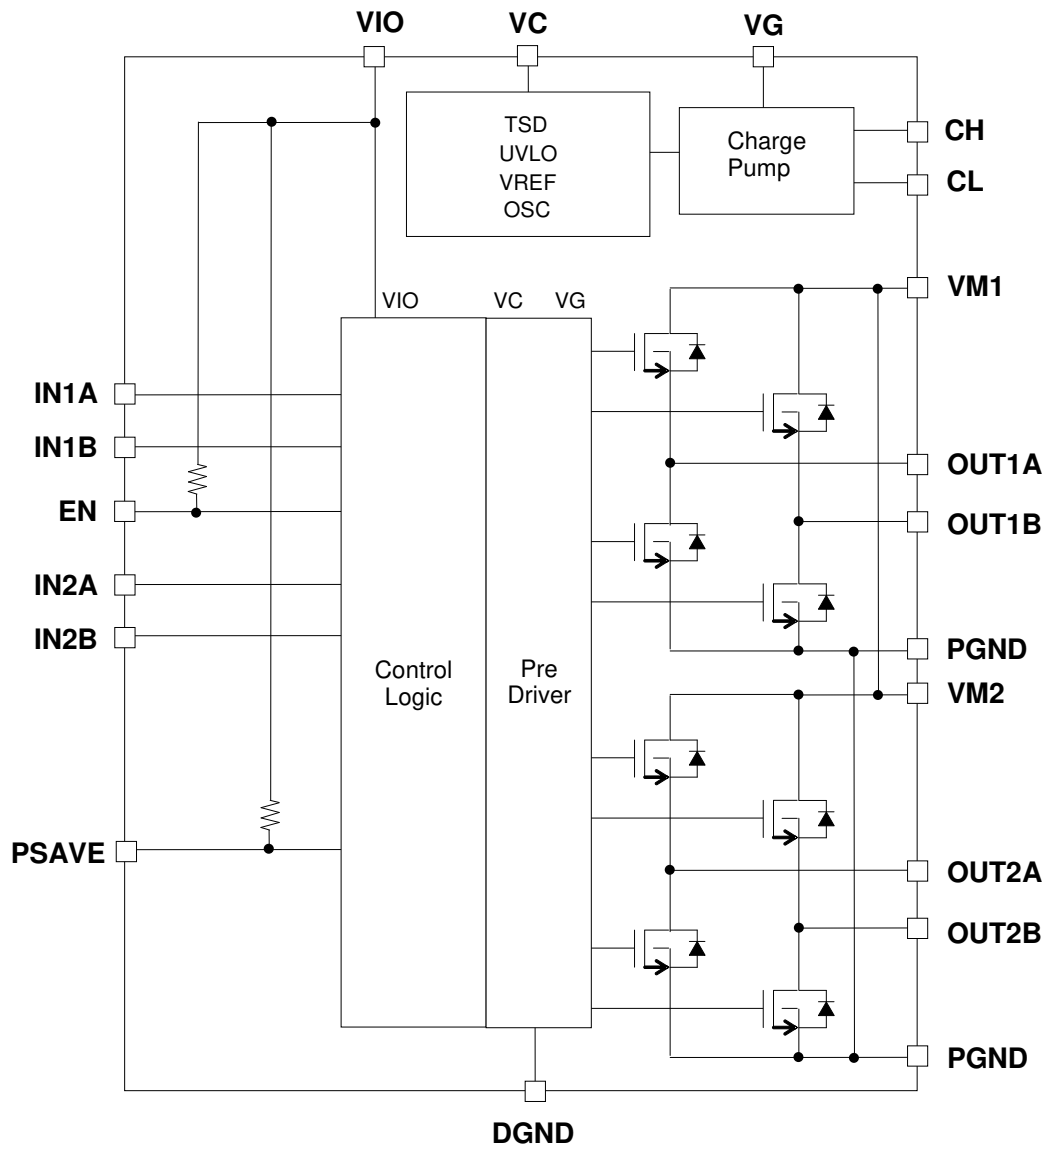 VIO
VC
VG
TSD
UVLO
VREF
OSC
Charge
Pump
CH
CL
VM1
VIO
VC
VG
IN1A
IN1B
EN
IN2A
IN2B
PSAVE
Control
Logic
Pre
Driver
OUT1A
OUT1B
PGND
VM2
OUT2A
OUT2B
PGND
DGND